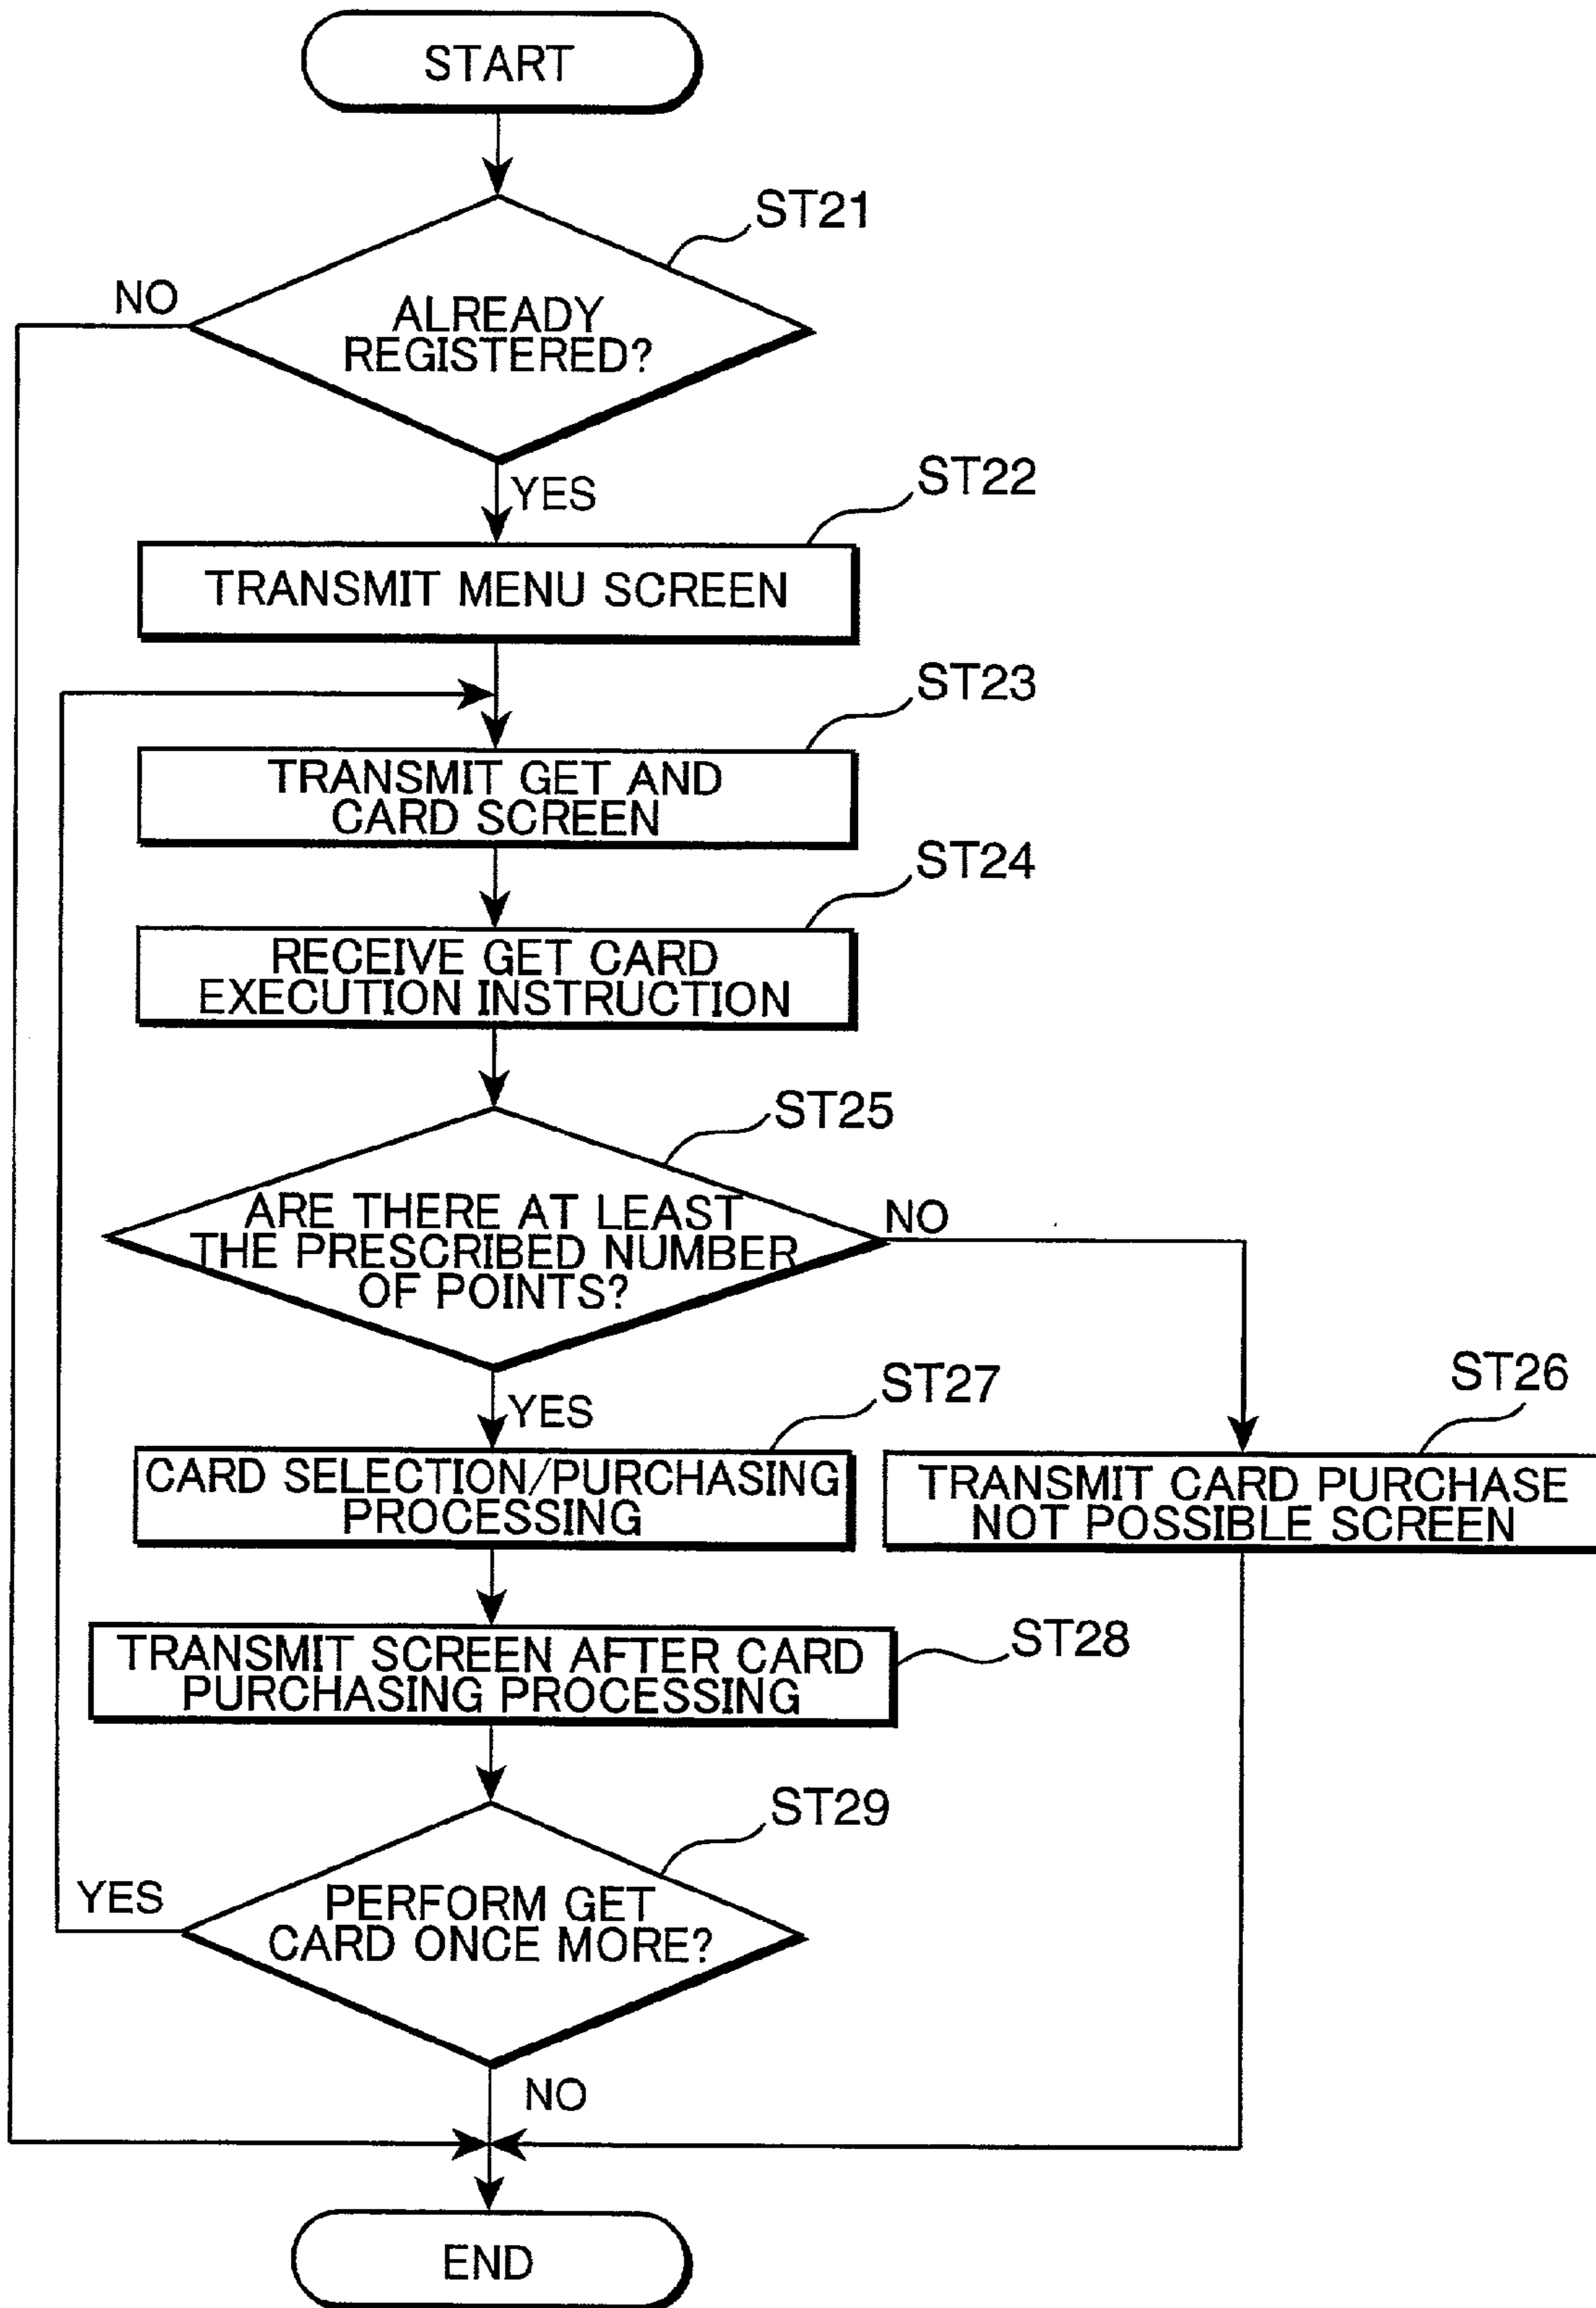 START
ST21
NO
ALREADY
REGISTERED?
YES
ST22
TRANSMIT MENU SCREEN
ST23
TRANSMIT GET AND
CARD SCREEN
ST24
RECEIVE GET CARD
EXECUTION INSTRUCTION
ST25
ARE THERE AT LEAST
THE PRESCRIBED NUMBER
OF POINTS?
NO
YES
ST27
CARD SELECTION/PURCHASING
PROCESSING
ST26
TRANSMIT CARD PURCHASE
NOT POSSIBLE SCREEN
ST28
TRANSMIT SCREEN AFTER CARD
PURCHASING PROCESSING
ST29
YES
PERFORM GET
CARD ONCE MORE?
NO
END